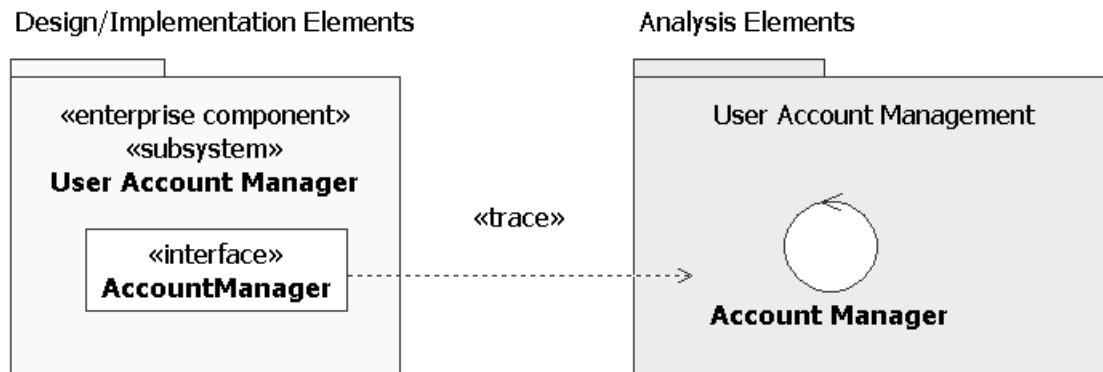 Design/Implementation Elements
Analysis Elements
«enterprise component»
«subsystem»
User Account Manager
«interface»
AccountManager
«trace»
User Account Management
Account Manager